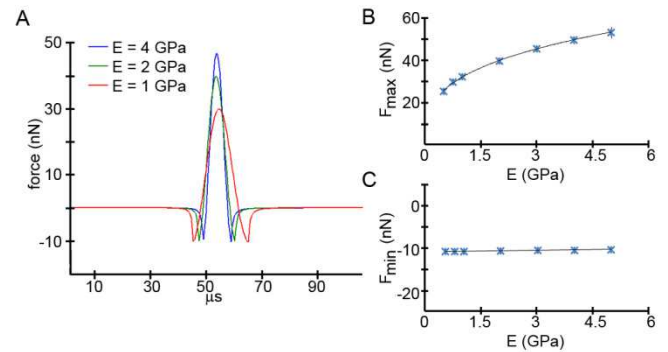 A
E = 4 GPa
E = 2 GPa
E = 1 GPa
force (nN)
50
30
10
-10
10
30
50
70
90
μs
B
Fmax (nN)
60
40
20
0
1.5
3
4.5
6
E (GPa)
C
Fmin (nN)
0
-10
-20
0
1.5
3
4.5
6
E (GPa)